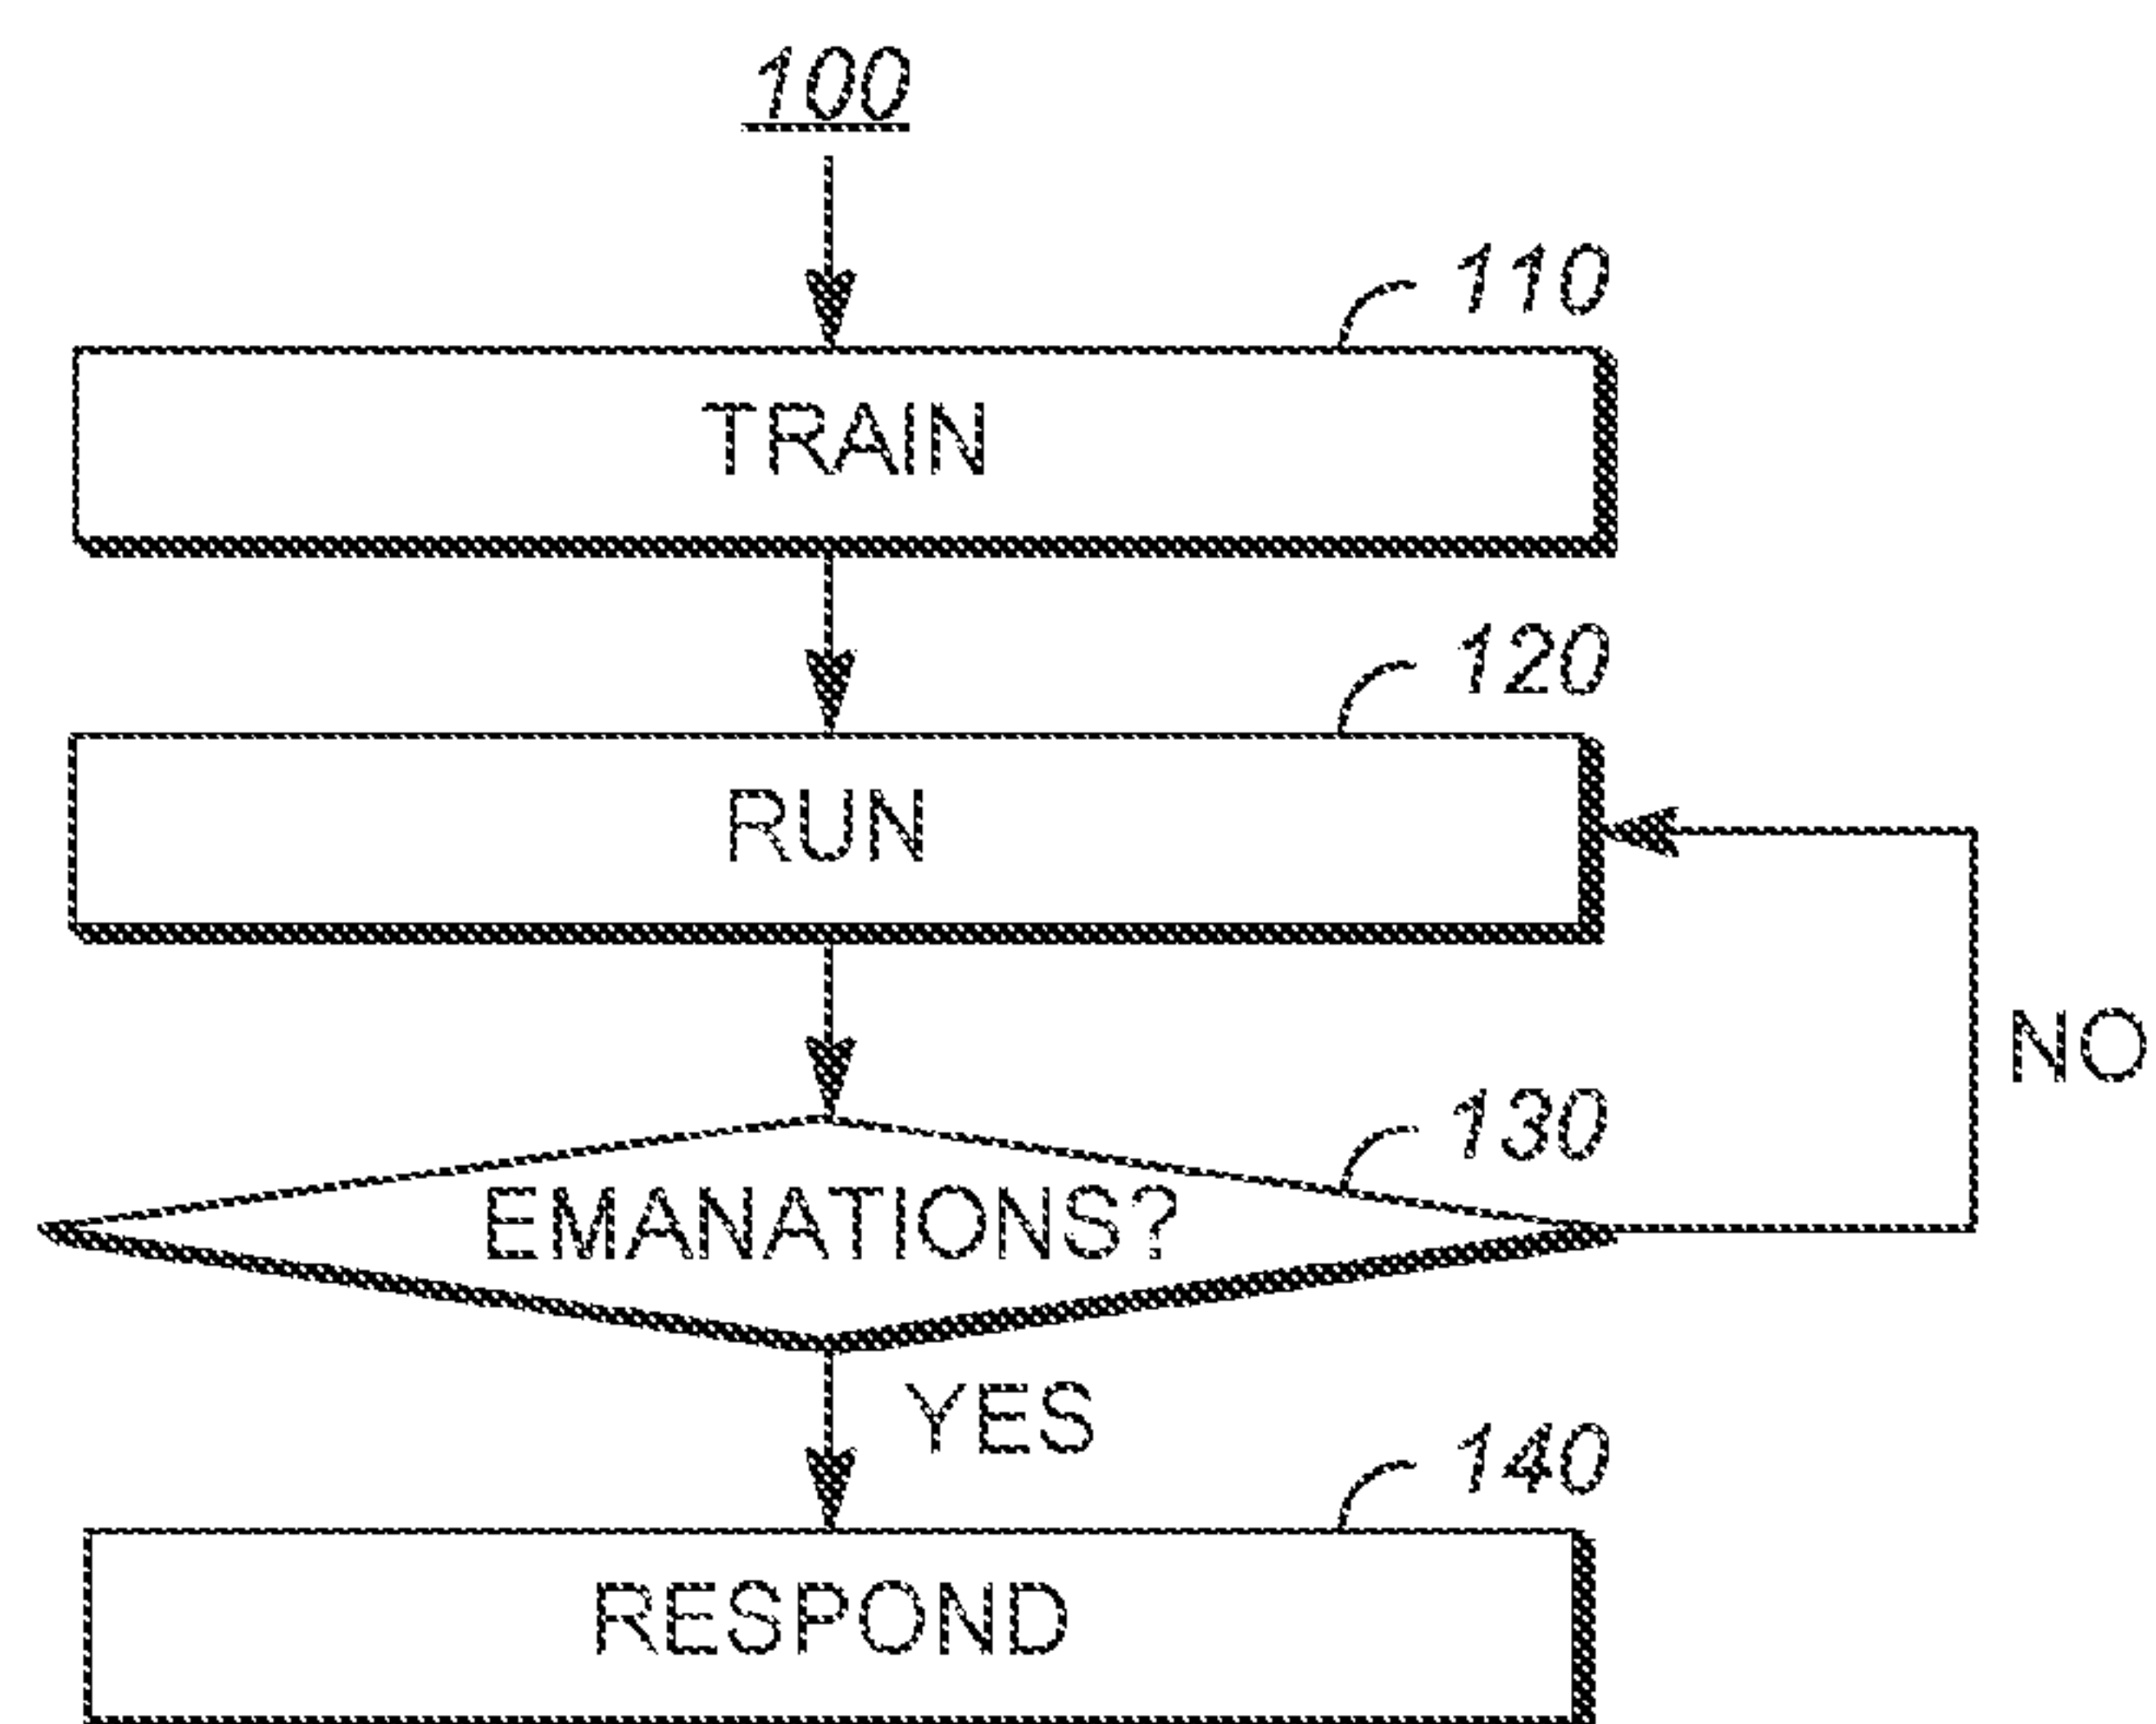 100
110
TRAIN
120
RUN
NO
130
EMANATIONS?
YES
140
RESPOND